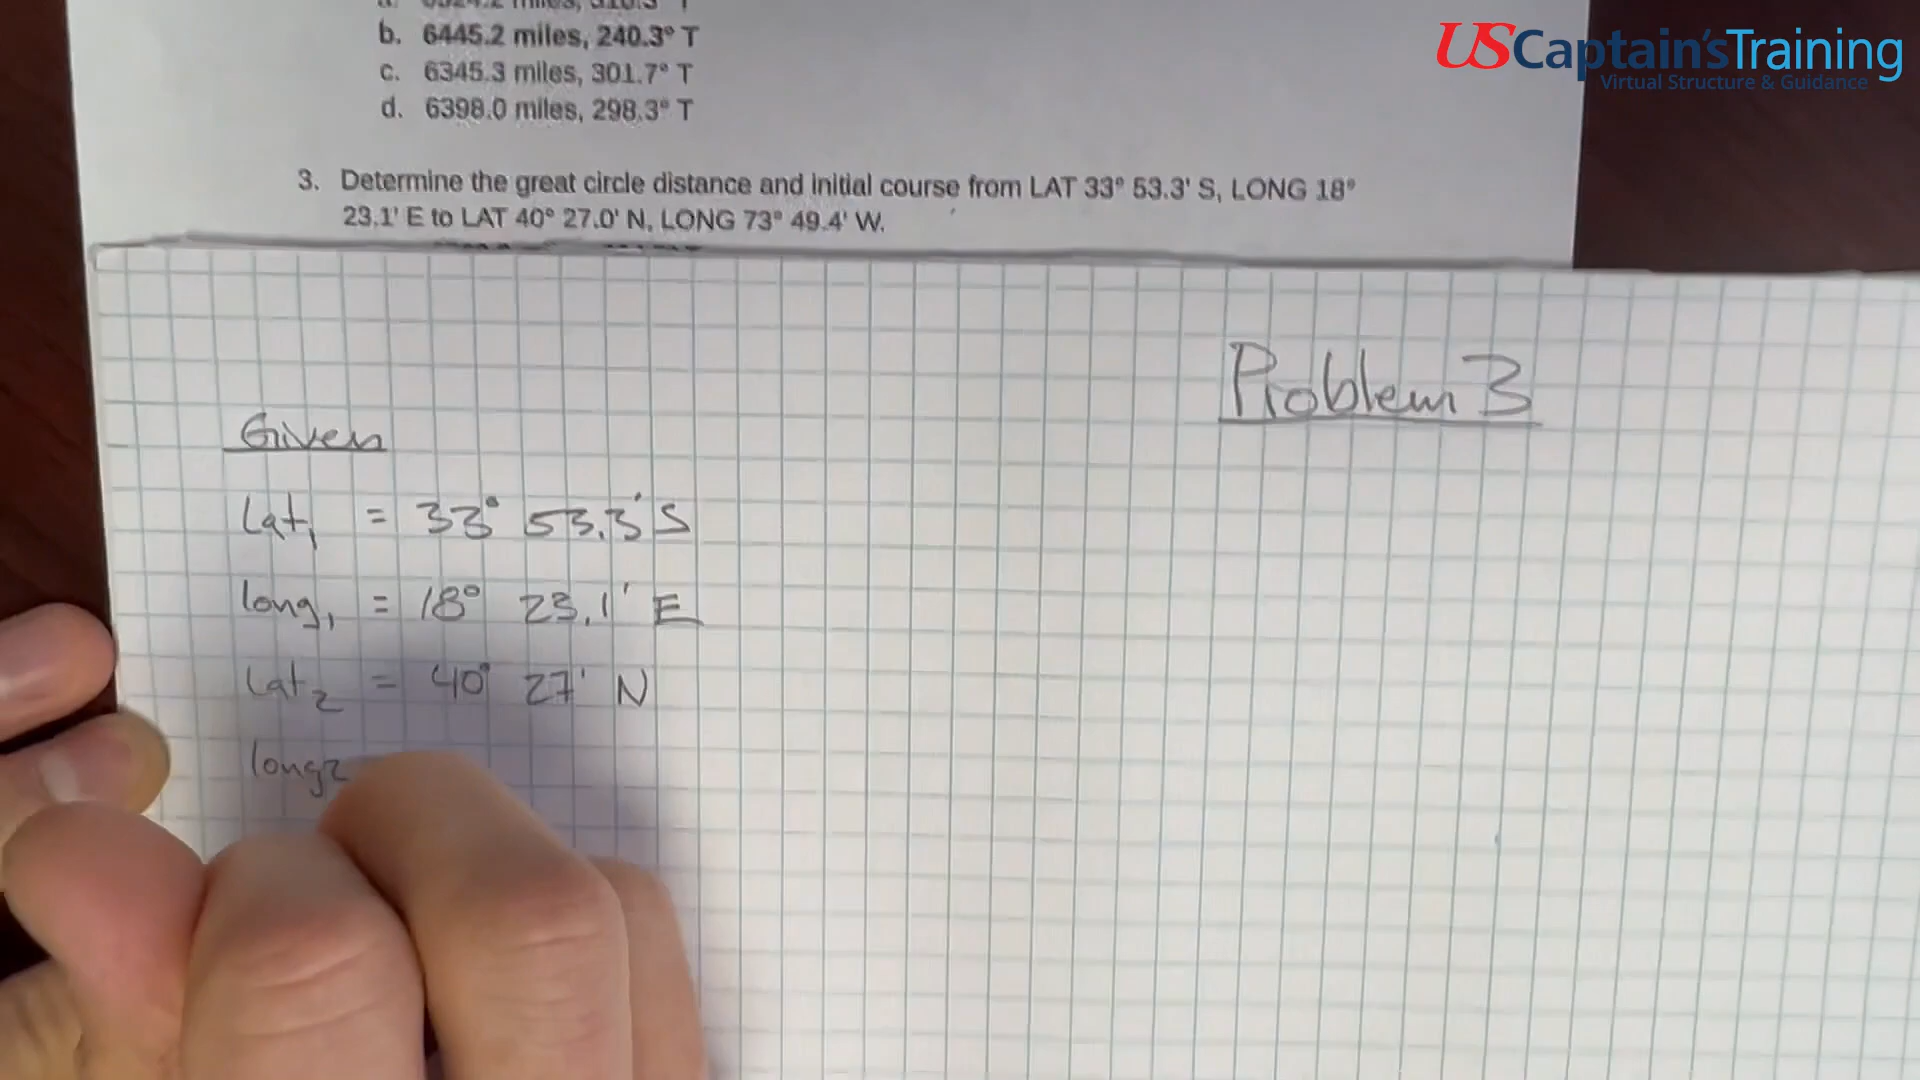 USCaptain'sTraining
Virtual Structure & Guidance
b. 6445.2 miles, 240.3° T
c. 6345.3 miles, 301.7° T
d. 6398.0 miles, 298.3° T
3. Determine the great circle distance and initial course from LAT 33° 53.3' S, LONG 18°
23.1' E to LAT 40° 27.0' N, LONG 73° 49.4' W.
Problem 3
Given
Lat1 = 33° 53.3' S
long1 = 18° 23.1' E
Lat2 = 40° 27' N
long2